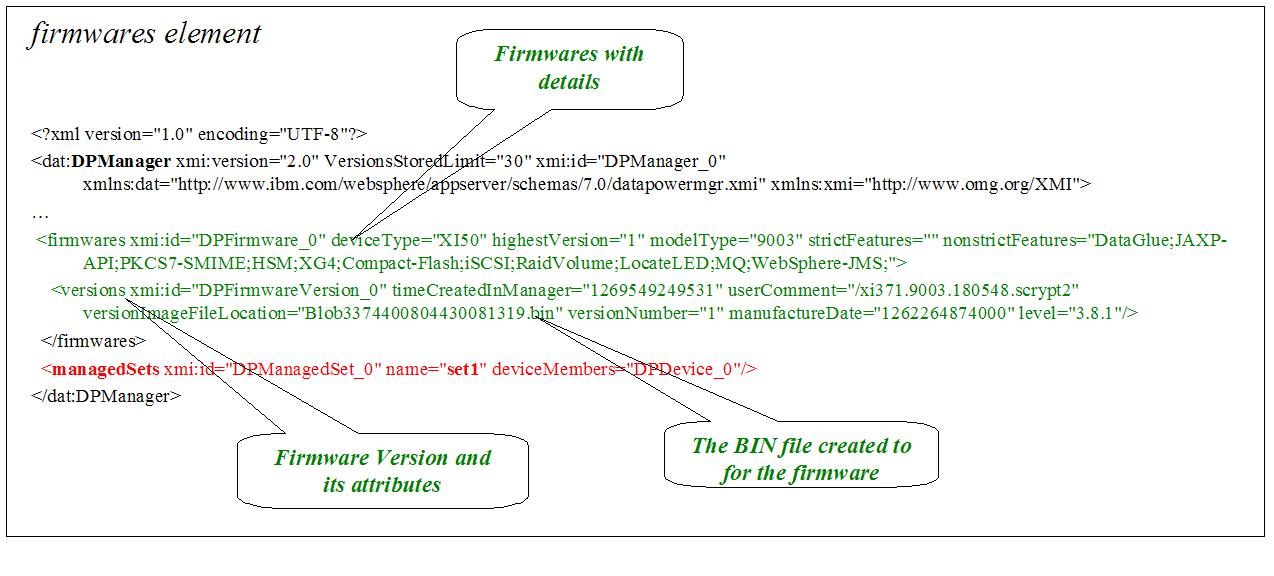 firmwares element
Firmwares with
details
<?xml version="1.0" encoding="UTF-8"?>
<dat:DPManager xmi:version="2.0" VersionsStoredLimit="30" xmi:id="DPManager_0"
xmlns:dat="http://www.ibm.com/websphere/appserver/schemas/7.0/datapowermgr.xmi" xmlns:xmi="http://www.omg.org/XMI">
…
<firmwares xmi:id="DPFirmware_0" deviceType="XI50" highestVersion="1" modelType="9003" strictFeatures="" nonstrictFeatures="DataGlue;JAXP-
API;PKCS7-SMIME;HSM;XG4;Compact-Flash;iSCSI;RaidVolume;LocateLED;MQ;WebSphere-JMS;">
<versions xmi:id="DPFirmwareVersion_0" timeCreatedInManager="1269549249531" userComment="/xi371.9003.180548.scrypt2"
versionImageFileLocation="Blob3374400804430081319.bin" versionNumber="1" manufactureDate="1262264874000" level="3.8.1"/>
</firmwares>
<managedSets xmi:id="DPManagedSet_0" name="set1" deviceMembers="DPDevice_0"/>
</dat:DPManager>
Firmware Version and
its attributes
The BIN file created to
for the firmware